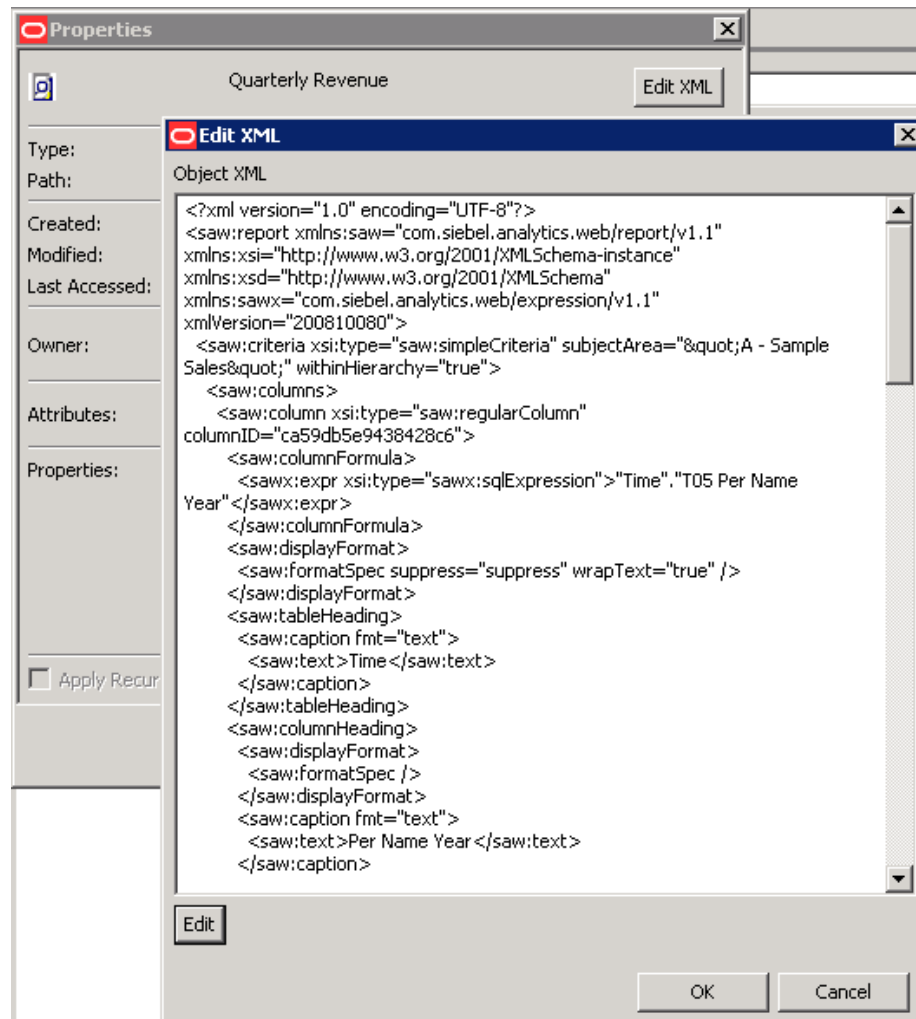 Properties
Quarterly Revenue
Edit XML
Type:
Path:
Created:
Modified:
Last Accessed:
Owner:
Attributes:
Properties:
Apply Recur
Edit XML
Object XML
<?xml version="1.0" encoding="UTF-8"?>
<saw:report xmlns:saw="com.siebel.analytics.web/report/v1.1"
xmlns:xsi="http://www.w3.org/2001/XMLSchema-instance"
xmlns:xsd="http://www.w3.org/2001/XMLSchema"
xmlns:sawx="com.siebel.analytics.web/expression/v1.1"
xmlVersion="200810080">
<saw:criteria xsi:type="saw:simpleCriteria" subjectArea="&quot;A - Sample
Sales&quot;" withinHierarchy="true">
<saw:columns>
<saw:column xsi:type="saw:regularColumn"
columnID="ca59db5e9438428c6">
<saw:columnFormula>
<sawx:expr xsi:type="sawx:sqlExpression">"Time"."T05 Per Name
Year"</sawx:expr>
</saw:columnFormula>
<saw:displayFormat>
<saw:formatSpec suppress="suppress" wrapText="true" />
</saw:displayFormat>
<saw:tableHeading>
<saw:caption fmt="text">
<saw:text>Time</saw:text>
</saw:caption>
</saw:tableHeading>
<saw:columnHeading>
<saw:displayFormat>
<saw:formatSpec />
</saw:displayFormat>
<saw:caption fmt="text">
<saw:text>Per Name Year</saw:text>
</saw:caption>
Edit
OK
Cancel